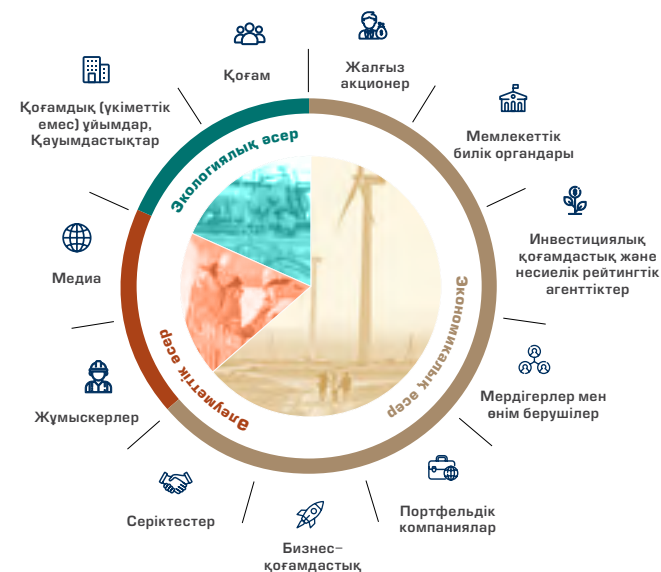 Қоғам
Жалғыз
акционер
Қоғамдық (үкіметтік
емес) ұйымдар,
Қауымдастықтар
Мемлекеттік
билік органдары
Экологиялық әсер
Инвестициялық
қоғамдастық және
несиелік рейтингтік
агенттіктер
Медиа
Экономикалық әсер
Әлеуметтік әсер
Мердігерлер мен
өнім берушілер
Жұмыскерлер
Портфельдік
компаниялар
Серіктестер
Бизнес–
қоғамдастық